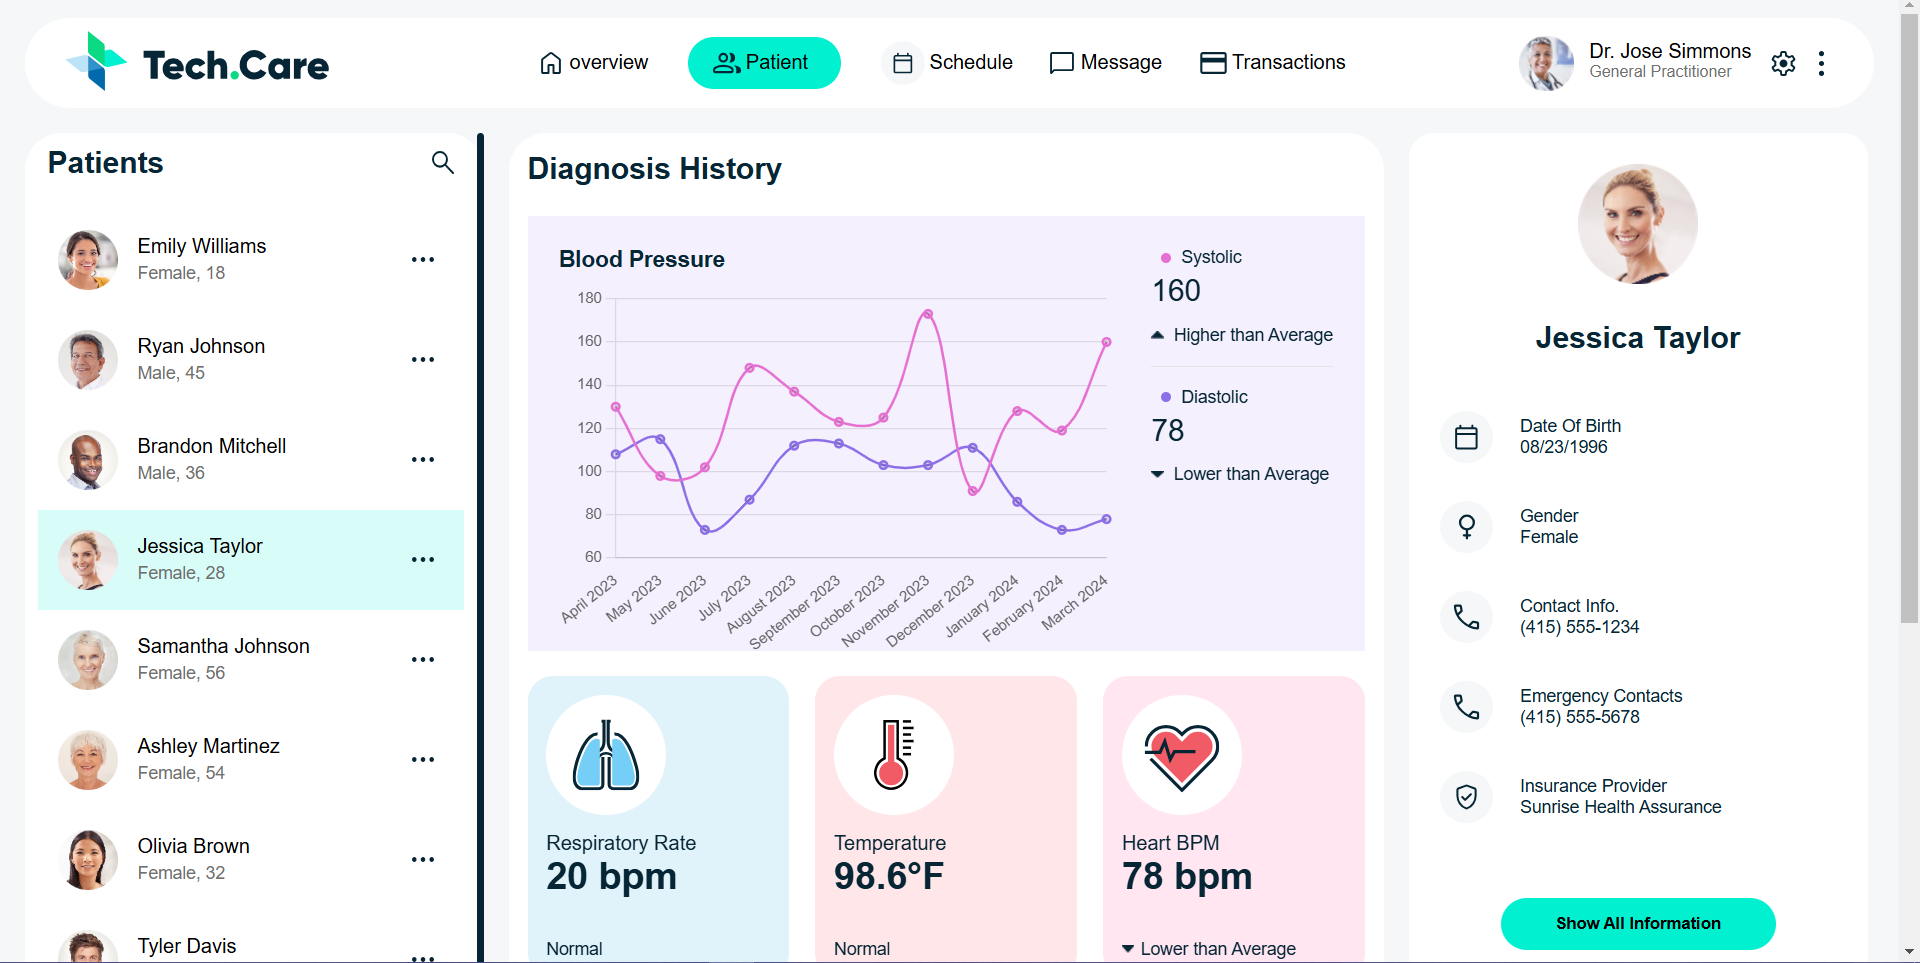 Tech.Care
overview
Patient
Schedule
Message
Transactions
Dr. Jose Simmons
General Practitioner
Patients
Emily Williams
Female, 18
Ryan Johnson
Male, 45
Brandon Mitchell
Male, 36
Jessica Taylor
Female, 28
Samantha Johnson
Female, 56
Ashley Martinez
Female, 54
Olivia Brown
Female, 32
Tyler Davis
Diagnosis History
Blood Pressure
180
160
140
120
100
80
60
April 2023
May 2023
June 2023
July 2023
August 2023
September 2023
October 2023
November 2023
December 2023
January 2024
February 2024
March 2024
Systolic
160
Higher than Average
Diastolic
78
Lower than Average
Respiratory Rate
20 bpm
Normal
Temperature
98.6°F
Normal
Heart BPM
78 bpm
Lower than Average
Jessica Taylor
Date Of Birth
08/23/1996
Gender
Female
Contact Info.
(415) 555-1234
Emergency Contacts
(415) 555-5678
Insurance Provider
Sunrise Health Assurance
Show All Information